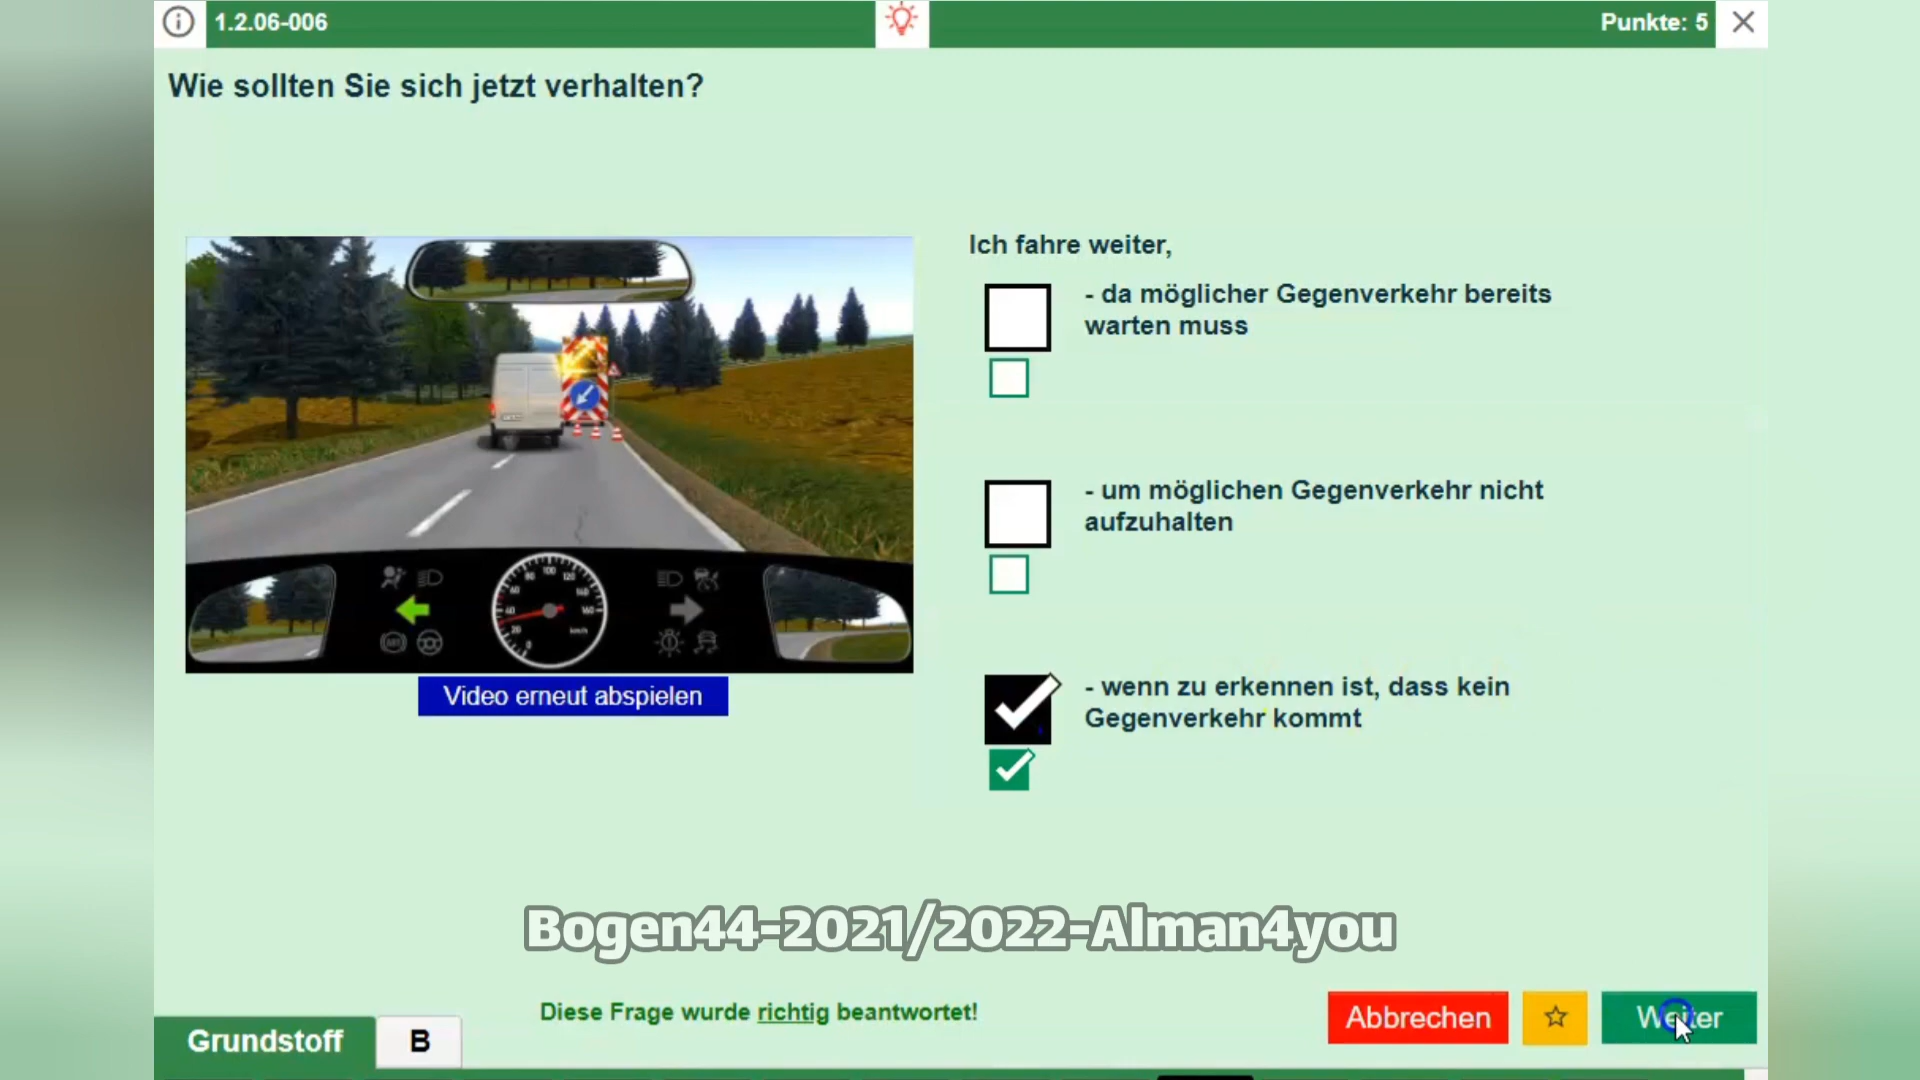 1.2.06-006
Punkte: 5
Wie sollten Sie sich jetzt verhalten?
Ich fahre weiter,
- da möglicher Gegenverkehr bereits
warten muss
- um möglichen Gegenverkehr nicht
aufzuhalten
- wenn zu erkennen ist, dass kein
Gegenverkehr kommt
Video erneut abspielen
Bogen44-2021/2022-Alman4you
Diese Frage wurde richtig beantwortet!
Abbrechen
Weiter
Grundstoff
B